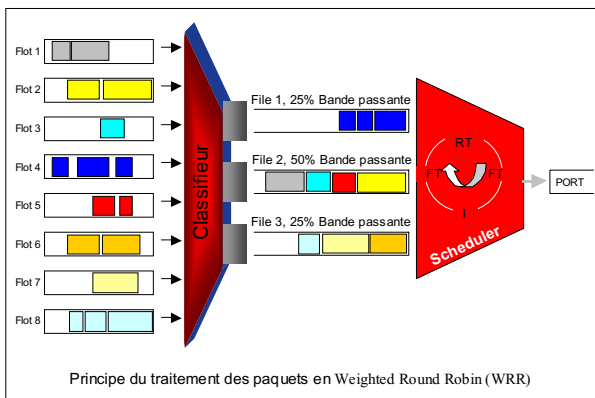 Flot 1
Flot 2
Flot 3
Flot 4
Flot 5
Flot 6
Flot 7
Flot 8
Classifieur
File 1, 25% Bande passante
File 2, 50% Bande passante
File 3, 25% Bande passante
RT
FT
FT
I
Scheduler
PORT
Principe du traitement des paquets en Weighted Round Robin (WRR)